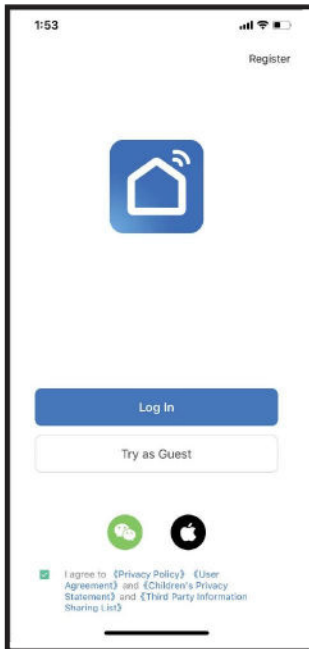 1:53
Register
Log In
Try as Guest
I agree to 《Privacy Policy》 《User
Agreement》 and 《Children's Privacy
Statement》 and 《Third Party Information
Sharing List》